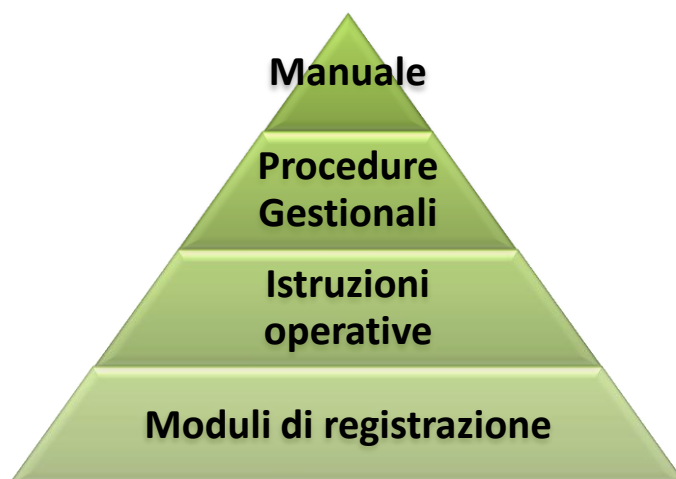 Manuale
Procedure
Gestionali
Istruzioni
operative
Moduli di registrazione